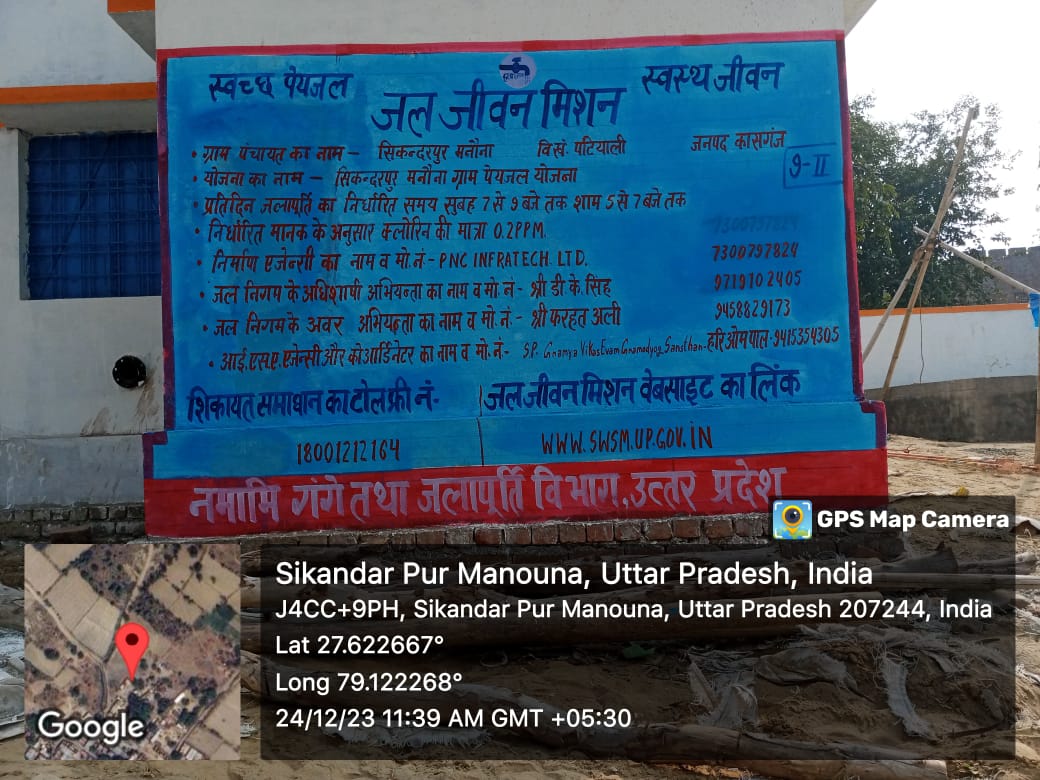 स्वच्छ पेयजल
स्वस्थ जीवन
जल जीवन मिशन
• ग्राम पंचायत का नाम – सिकन्दरपुर मनौना वि.खं. पटियाली जनपद कासगंज
9-II
• योजना का नाम – सिकन्दरपुर मनौना ग्राम पेयजल योजना
• प्रतिदिन जलापूर्ति का निर्धारित समय सुबह 7 से 9 बजे तक शाम 5 से 7 बजे तक
• निर्धारित मानक के अनुसार क्लोरिन की मात्रा 0.2PPM
7300797824
• निर्माण एजेन्सी का नाम व मो.नं.- PNC INFRATECH. LTD. 7300797824
• जल निगम के अधिशाषी अभियन्ता का नाम व मो.नं- श्री डी.के. सिंह 9719102405
• जल निगम के अवर अभियन्ता का नाम व मो.नं.- श्री फरहत अली 9458829173
• आई.एस.ए. एजेन्सी और कोआर्डिनेटर का नाम व मो. नं.- S.P. Gramya Vikas Evam Gramodyog Sansthan- हरिओम पाल-9415354305
शिकायत समाधान का टोल फ्री नं.-
जल जीवन मिशन वेबसाइट का लिंक
18001212164
WWW.SWSM.UP.GOV.IN
नमामि गंगे तथा जलापूर्ति विभाग, उत्तर प्रदेश
GPS Map Camera
Sikandar Pur Manouna, Uttar Pradesh, India
J4CC+9PH, Sikandar Pur Manouna, Uttar Pradesh 207244, India
Lat 27.622667°
Long 79.122268°
24/12/23 11:39 AM GMT +05:30
Google